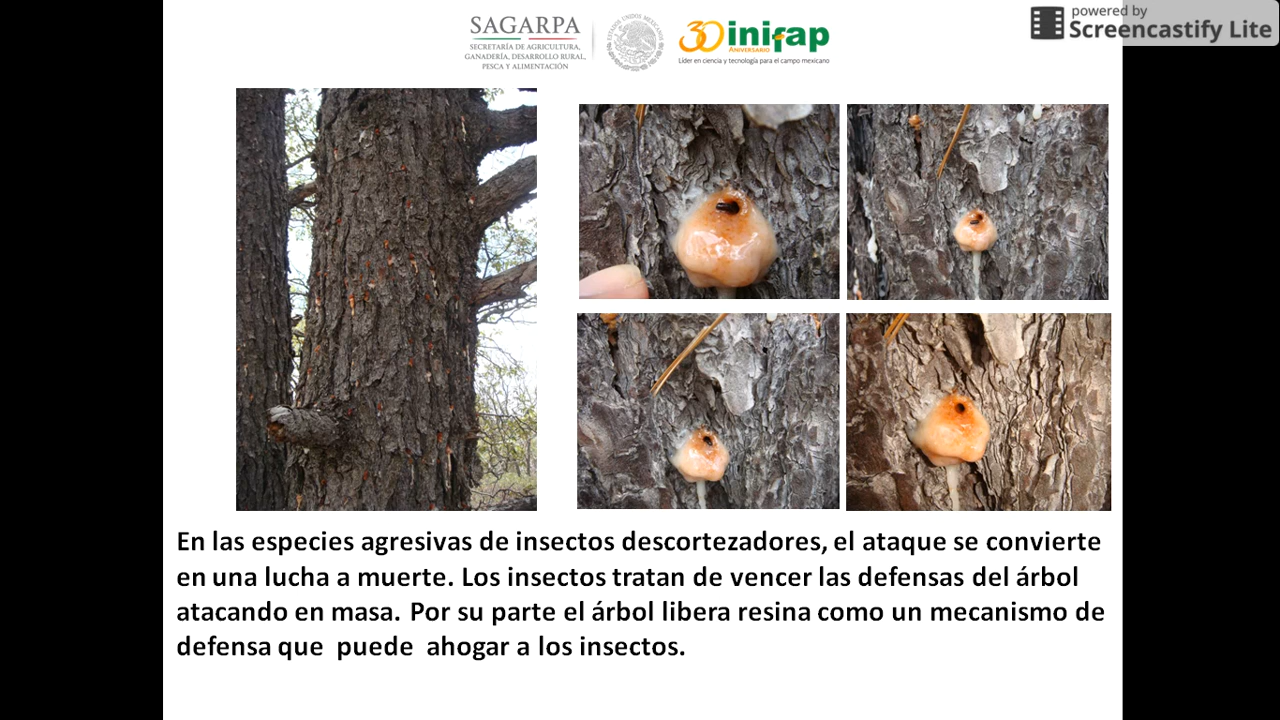 SAGARPA
SECRETARÍA DE AGRICULTURA,
GANADERÍA, DESARROLLO RURAL,
PESCA Y ALIMENTACIÓN
ESTADOS UNIDOS MEXICANOS
30 inifap
ANIVERSARIO
Líder en ciencia y tecnología para el campo mexicano
powered by
Screencastify Lite
En las especies agresivas de insectos descortezadores, el ataque se convierte
en una lucha a muerte. Los insectos tratan de vencer las defensas del árbol
atacando en masa. Por su parte el árbol libera resina como un mecanismo de
defensa que  puede  ahogar a los insectos.